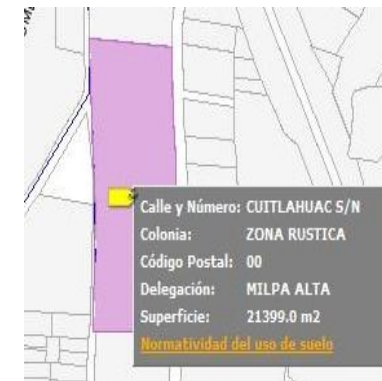 Calle y Número: CUITLAHUAC S/N
Colonia: ZONA RUSTICA
Código Postal: 00
Delegación: MILPA ALTA
Superficie: 21399.0 m2
Normatividad del uso de suelo